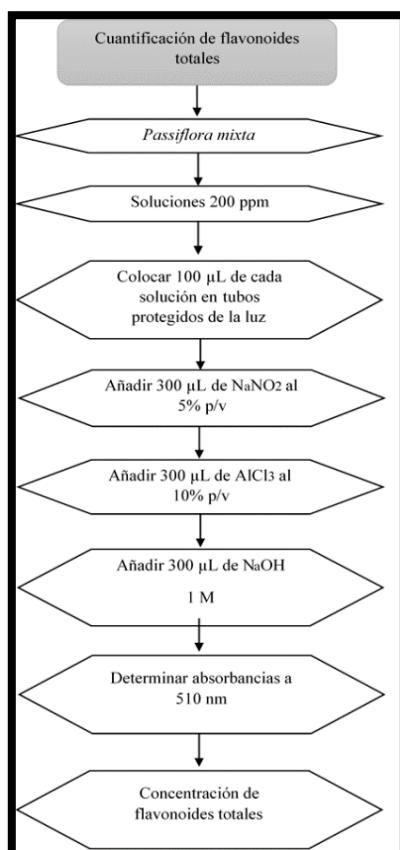 Cuantificación de flavonoides
totales
Passiflora mixta
Soluciones 200 ppm
Colocar 100 µL de cada
solución en tubos
protegidos de la luz
Añadir 300 µL de NaNO2 al
5% p/v
Añadir 300 µL de AlCl3 al
10% p/v
Añadir 300 µL de NaOH
1 M
Determinar absorbancias a
510 nm
Concentración de
flavonoides totales